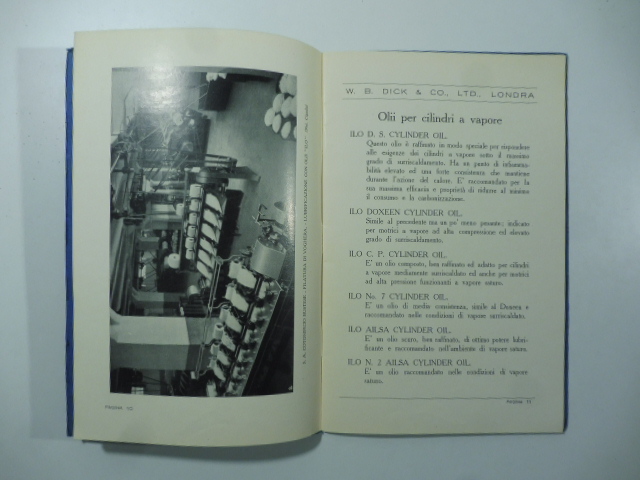 LUBRIFICAZIONE CON OLII "ILO"
PAGINA 10
W. B. DICK & CO., LTD., LONDRA
Olii per cilindri a vapore
ILO D. S. CYLINDER OIL.
Questo olio è raffinato in modo speciale per rispondere
alle esigenze dei cilindri a vapore sotto il massimo
grado di surriscaldamento. Ha un punto di infiamma-
bilità elevato ed una forte consistenza che mantiene
durante l'azione del calore. E' raccomandato per la
sua massima efficacia e proprietà di ridurre al minimo
il consumo e la carbonizzazione.
ILO DOXEEN CYLINDER OIL.
Simile al precedente ma un po' meno pesante; indicato
per motrici a vapore ad alta compressione ed elevato
grado di surriscaldamento.
ILO C. P. CYLINDER OIL.
E' un olio composto, ben raffinato ed adatto per cilindri
a vapore mediamente surriscaldato ed anche per motrici
ad alta pressione funzionanti a vapore saturo.
ILO No. 7 CYLINDER OIL.
E' un olio di media consistenza, simile al Doxeen e
raccomandato nelle condizioni di vapore surriscaldato.
ILO AILSA CYLINDER OIL.
E' un olio scuro, ben raffinato, di ottimo potere lubri-
ficante e raccomandato nell'ambiente di vapore saturo.
ILO N. 2 AILSA CYLINDER OIL.
E' un olio raccomandato nelle condizioni di vapore
saturo.
PAGINA